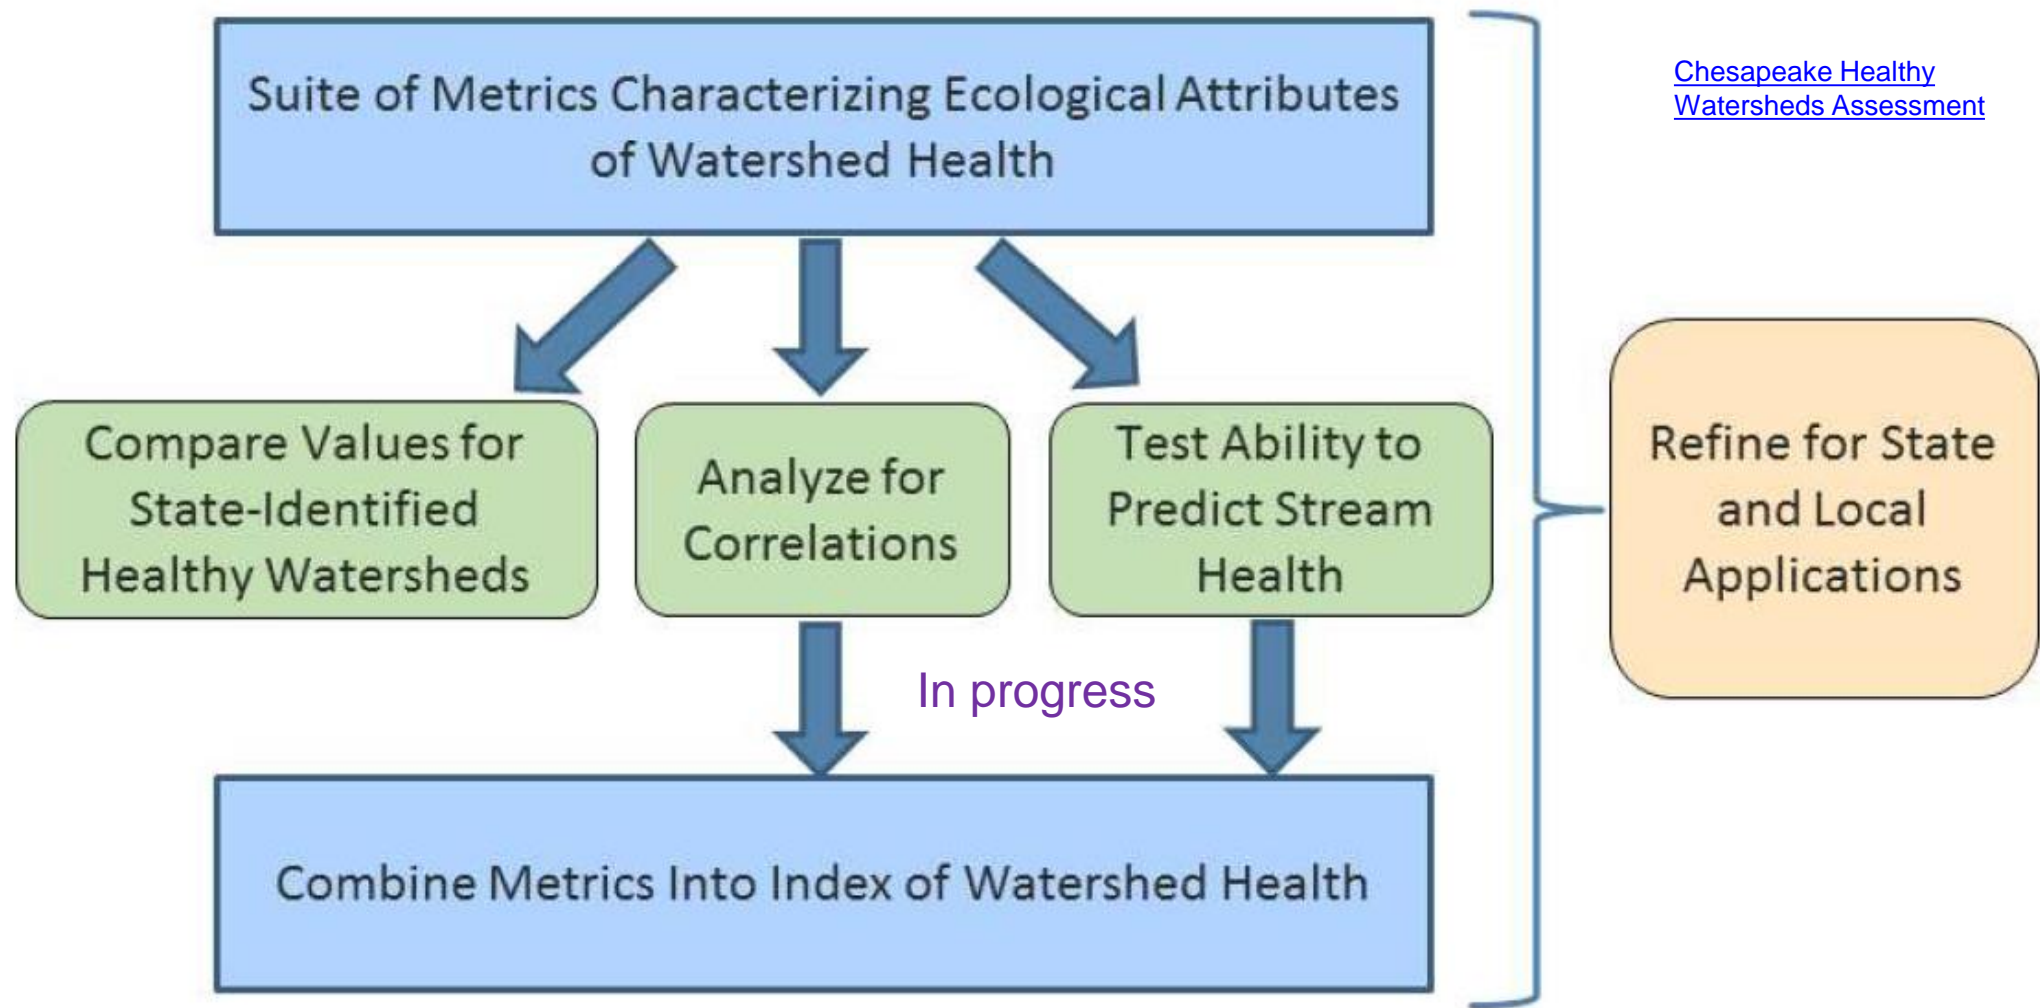 Suite of Metrics Characterizing Ecological Attributes
of Watershed Health
Chesapeake Healthy
Watersheds Assessment
Compare Values for
State-Identified
Healthy Watersheds
Analyze for
Correlations
Test Ability to
Predict Stream
Health
Refine for State
and Local
Applications
In progress
Combine Metrics Into Index of Watershed Health